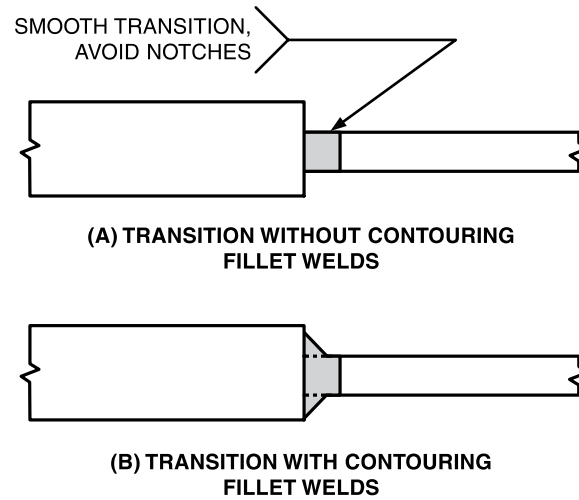 SMOOTH TRANSITION,
AVOID NOTCHES
(A) TRANSITION WITHOUT CONTOURING
FILLET WELDS
(B) TRANSITION WITH CONTOURING
FILLET WELDS